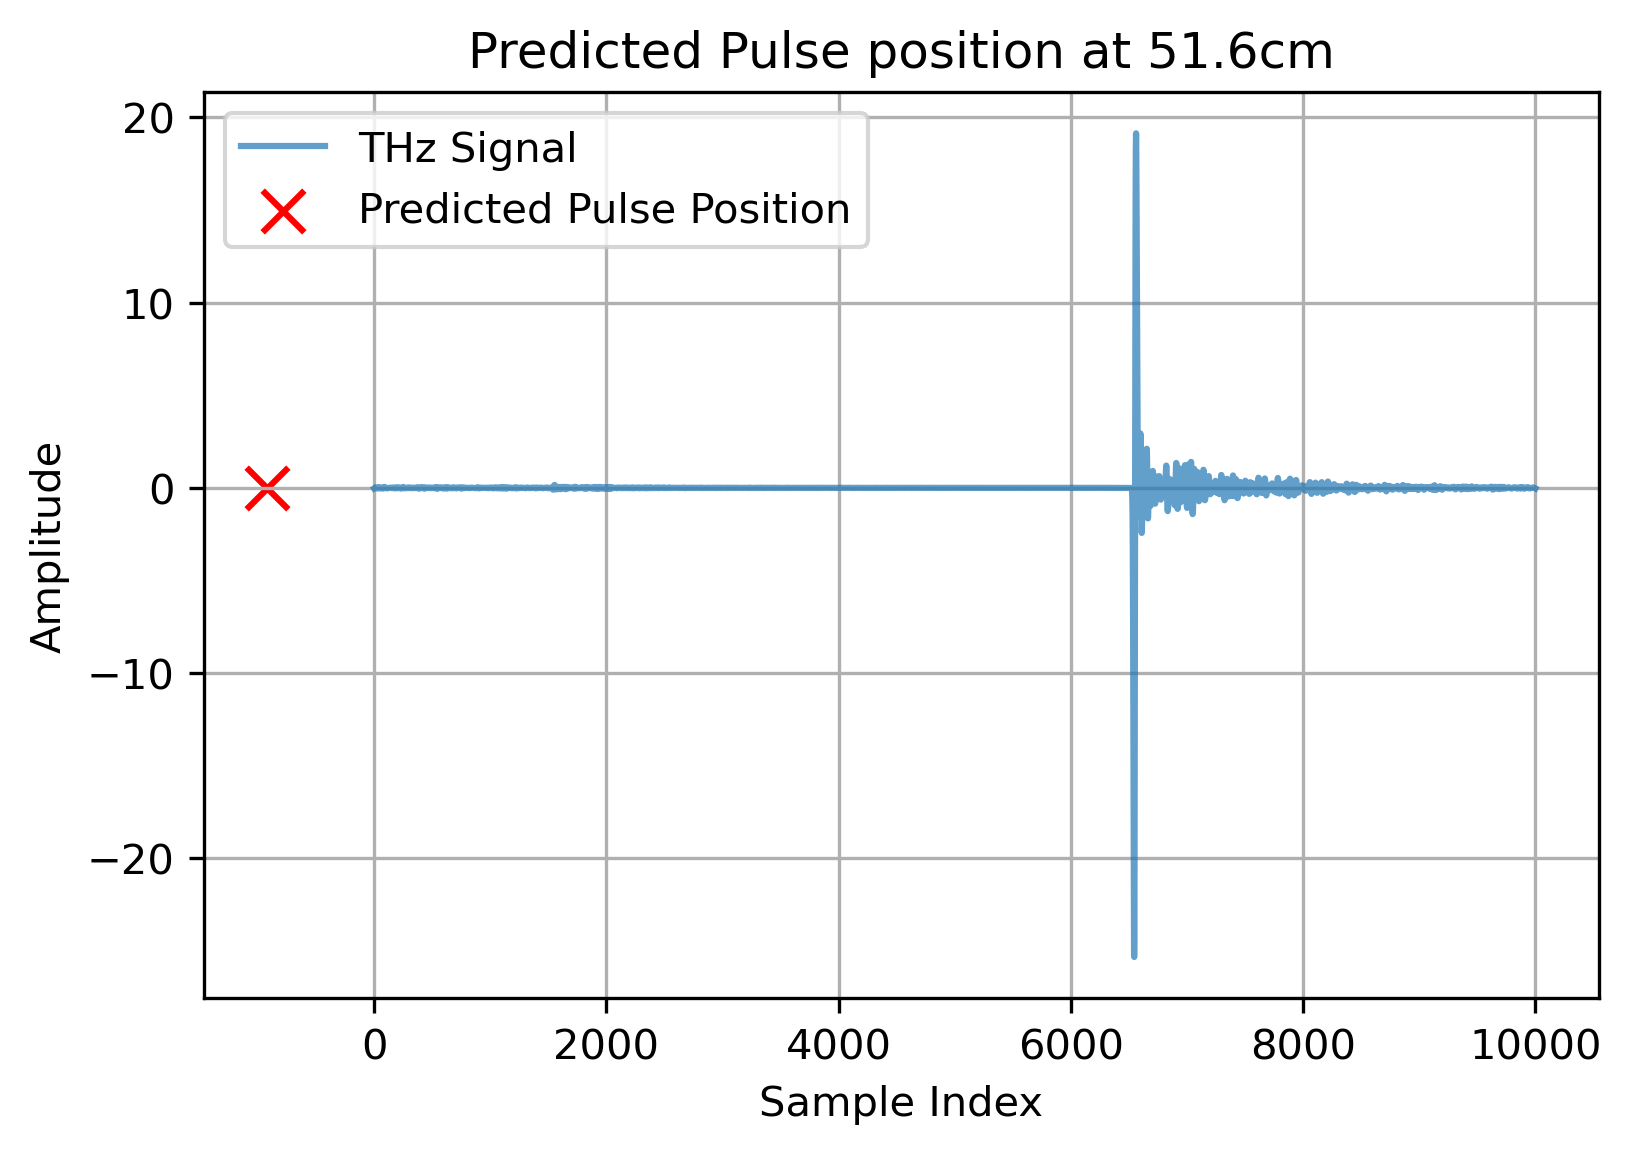 Predicted Pulse position at 51.6cm
THz Signal
Predicted Pulse Position
20
10
0
−10
−20
Amplitude
0 2000 4000 6000 8000 10000
Sample Index